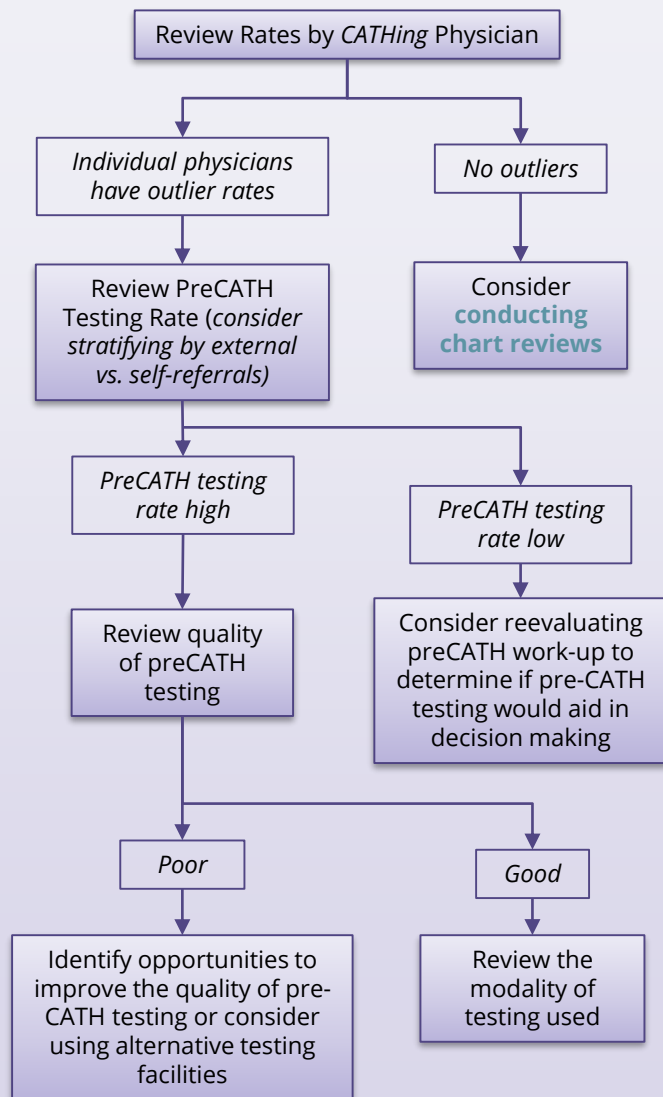 Review Rates by CATHing Physician
Individual physicians
have outlier rates
No outliers
Review PreCATH
Testing Rate (consider
stratifying by external
vs. self-referrals)
Consider
conducting
chart reviews
PreCATH testing
rate high
PreCATH testing
rate low
Review quality
of preCATH
testing
Consider reevaluating
preCATH work-up to
determine if pre-CATH
testing would aid in
decision making
Poor
Good
Identify opportunities to
improve the quality of pre-
CATH testing or consider
using alternative testing
facilities
Review the
modality of
testing used